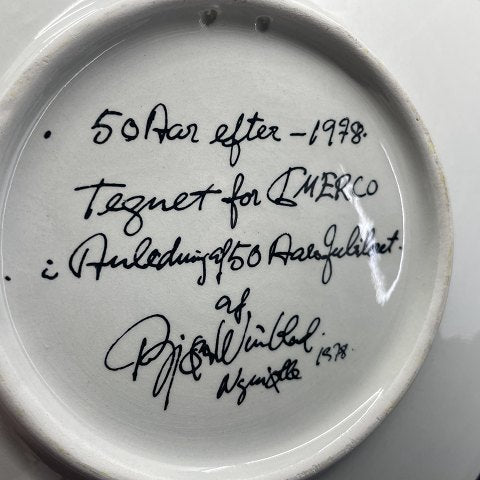 50 Aar efter - 1978.
Tegnet for IMERCO
i Anledning af 50 Aars Jubilæet.
af
Bjørn Wiinblad.
Nymølle 1978.